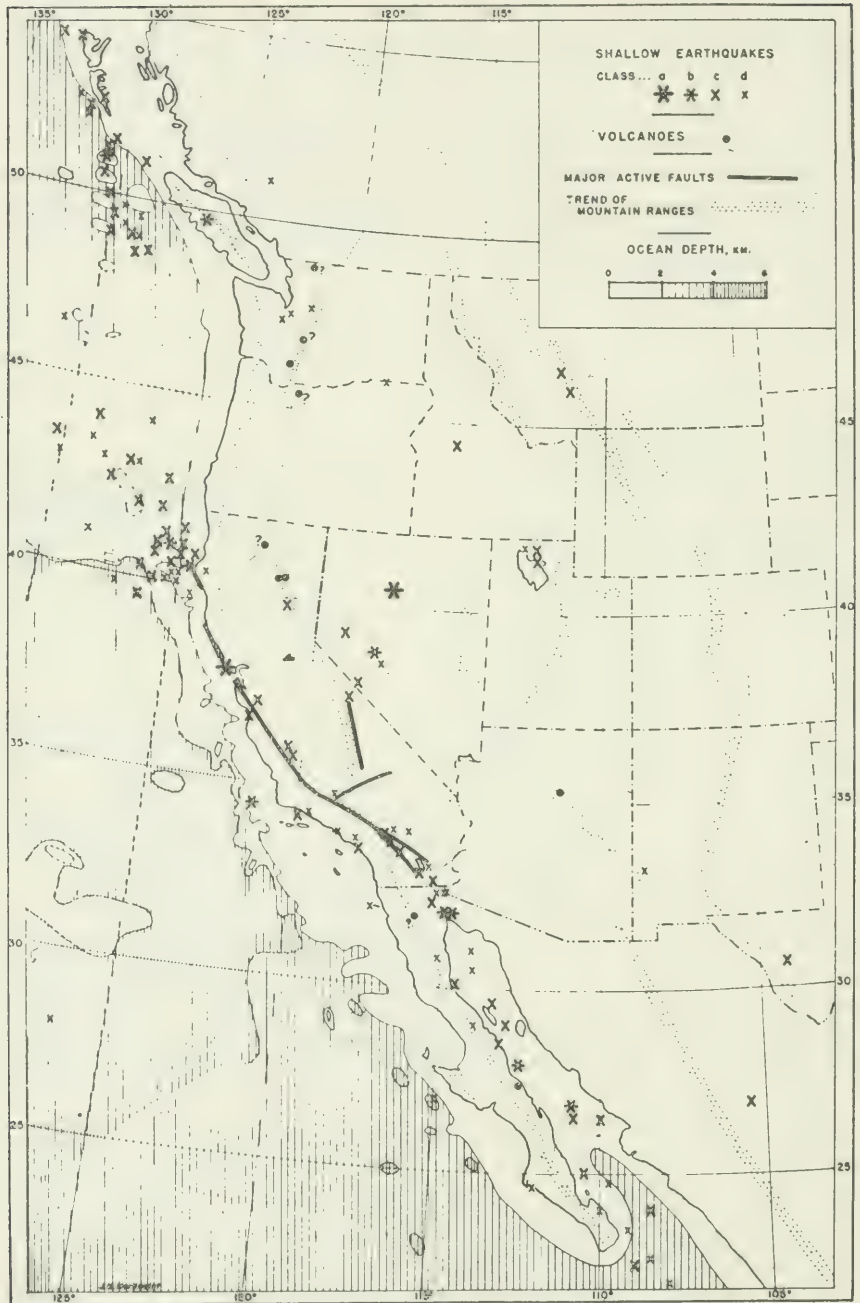 135° 130° 125° 120° 115°
SHALLOW EARTHQUAKES
CLASS... a b c d
VOLCANOES
MAJOR ACTIVE FAULTS
TREND OF
MOUNTAIN RANGES
OCEAN DEPTH, KM.
0 2 4 6
50
?
?
45
?
45
?
40
40
35
35
30
30
25
25
125° 120° 115° 110° 105°